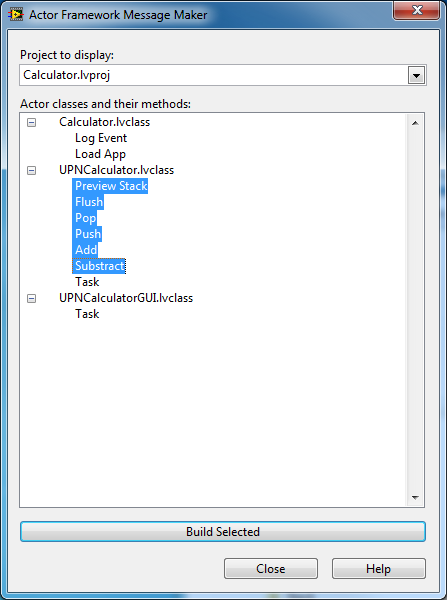 Actor Framework Message Maker
Project to display:
Calculator.lvproj
Actor classes and their methods:
Calculator.lvclass
Log Event
Load App
UPNCalculator.lvclass
Preview Stack
Flush
Pop
Push
Add
Substract
Task
UPNCalculatorGUI.lvclass
Task
Build Selected
Close
Help